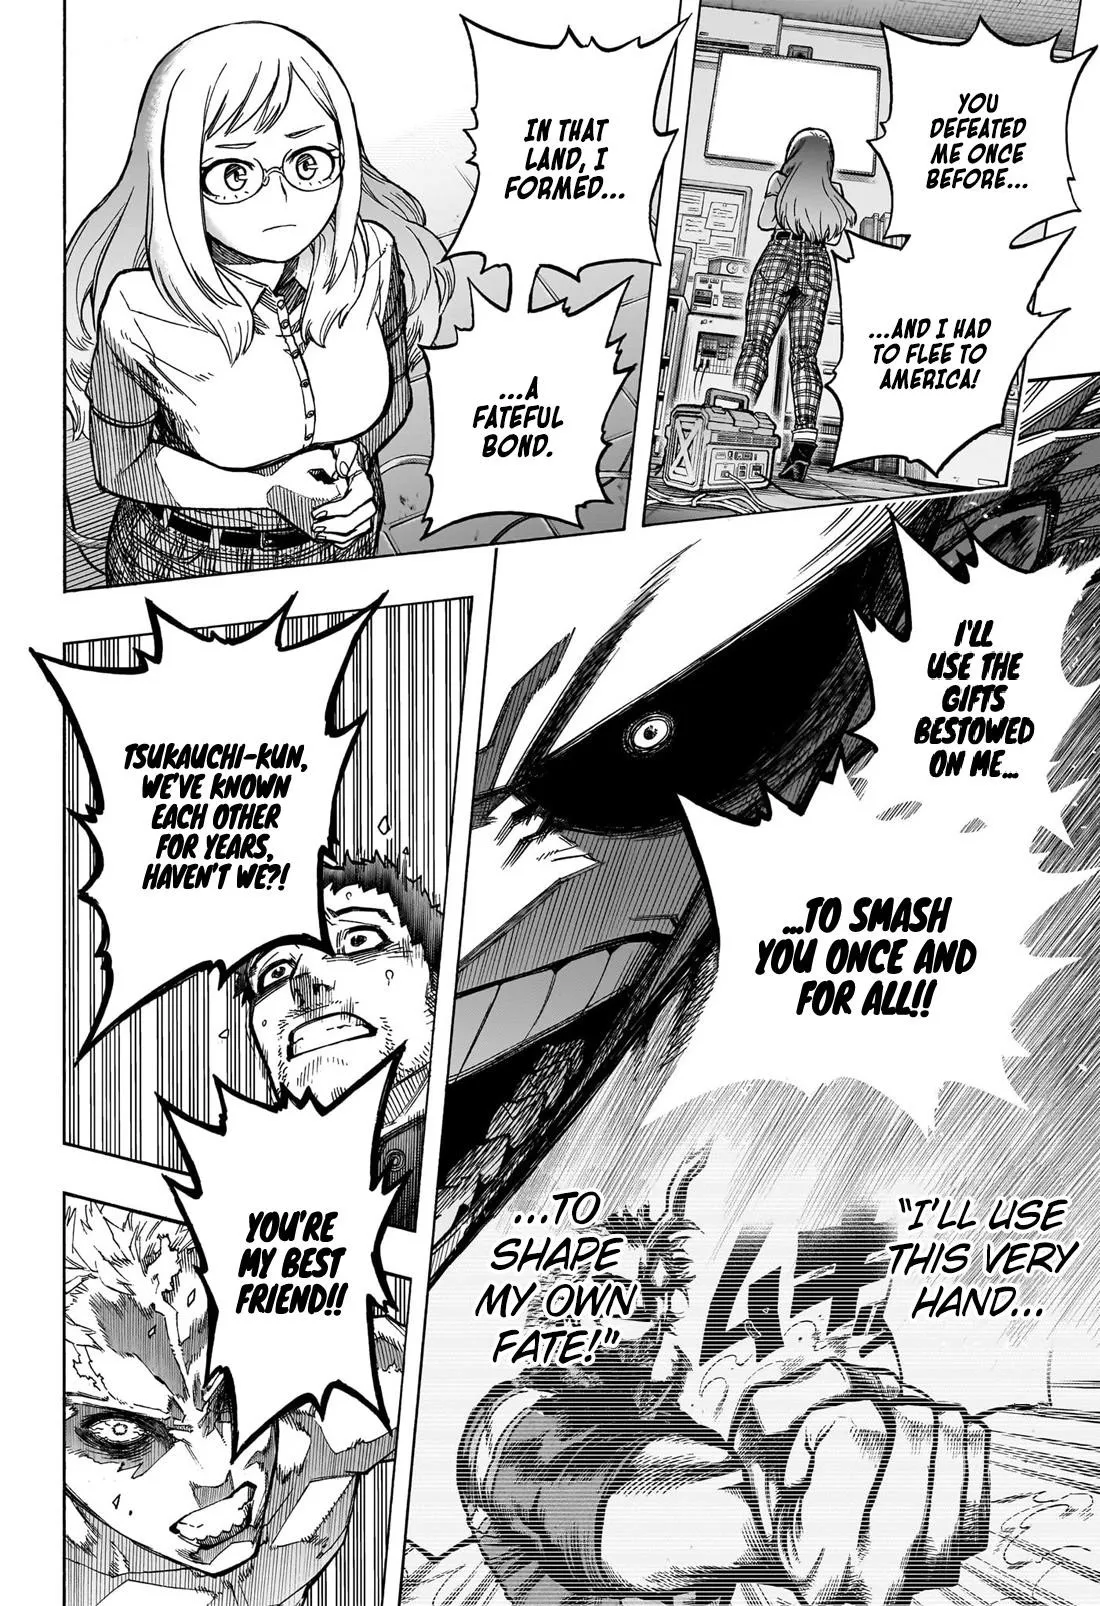 YOU
DEFEATED
ME ONCE
BEFORE...
...AND I HAD
TO FLEE TO
AMERICA!
IN THAT
LAND, I
FORMED...
...A
FATEFUL
BOND.
I'LL
USE THE
GIFTS
BESTOWED
ON ME...
...TO SMASH
YOU ONCE AND
FOR ALL!!
"I'LL USE
THIS VERY
HAND...
...TO
SHAPE
MY OWN
FATE!"
TSUKAUCHI-KUN,
WE'VE KNOWN
EACH OTHER
FOR YEARS,
HAVEN'T WE?!
YOU'RE
MY BEST
FRIEND!!